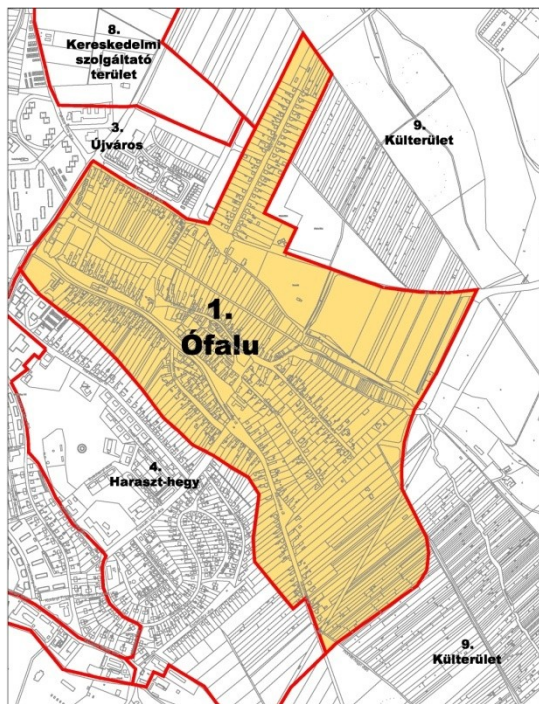 8.
Kereskedelmi
szolgáltató
terület
3.
Újváros
9.
Külterület
1.
Ófalu
4.
Haraszt-hegy
9.
Külterület